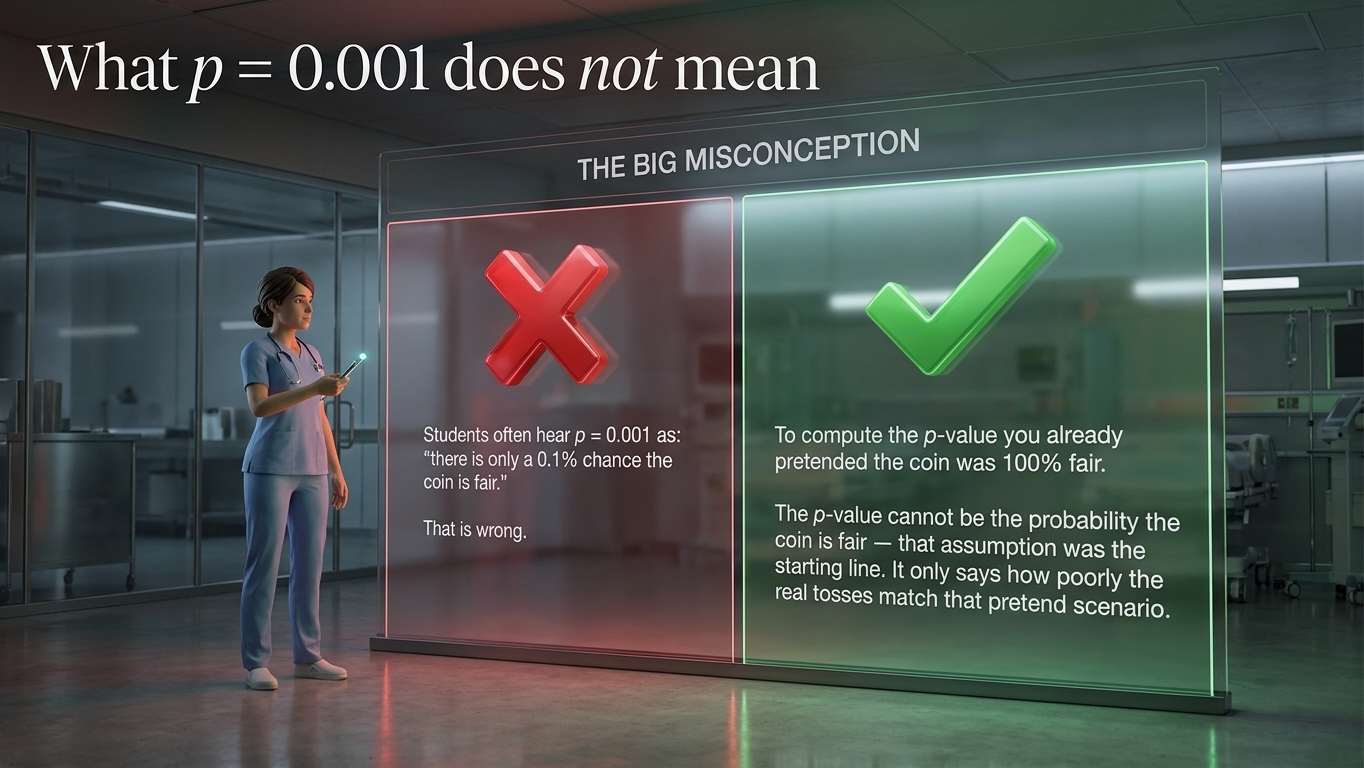 What p = 0.001 does not mean
THE BIG MISCONCEPTION
Students often hear p = 0.001 as:
“there is only a 0.1% chance the
coin is fair.”
That is wrong.
To compute the p-value you already
pretended the coin was 100% fair.
The p-value cannot be the probability the
coin is fair — that assumption was the
starting line. It only says how poorly the
real tosses match that pretend scenario.